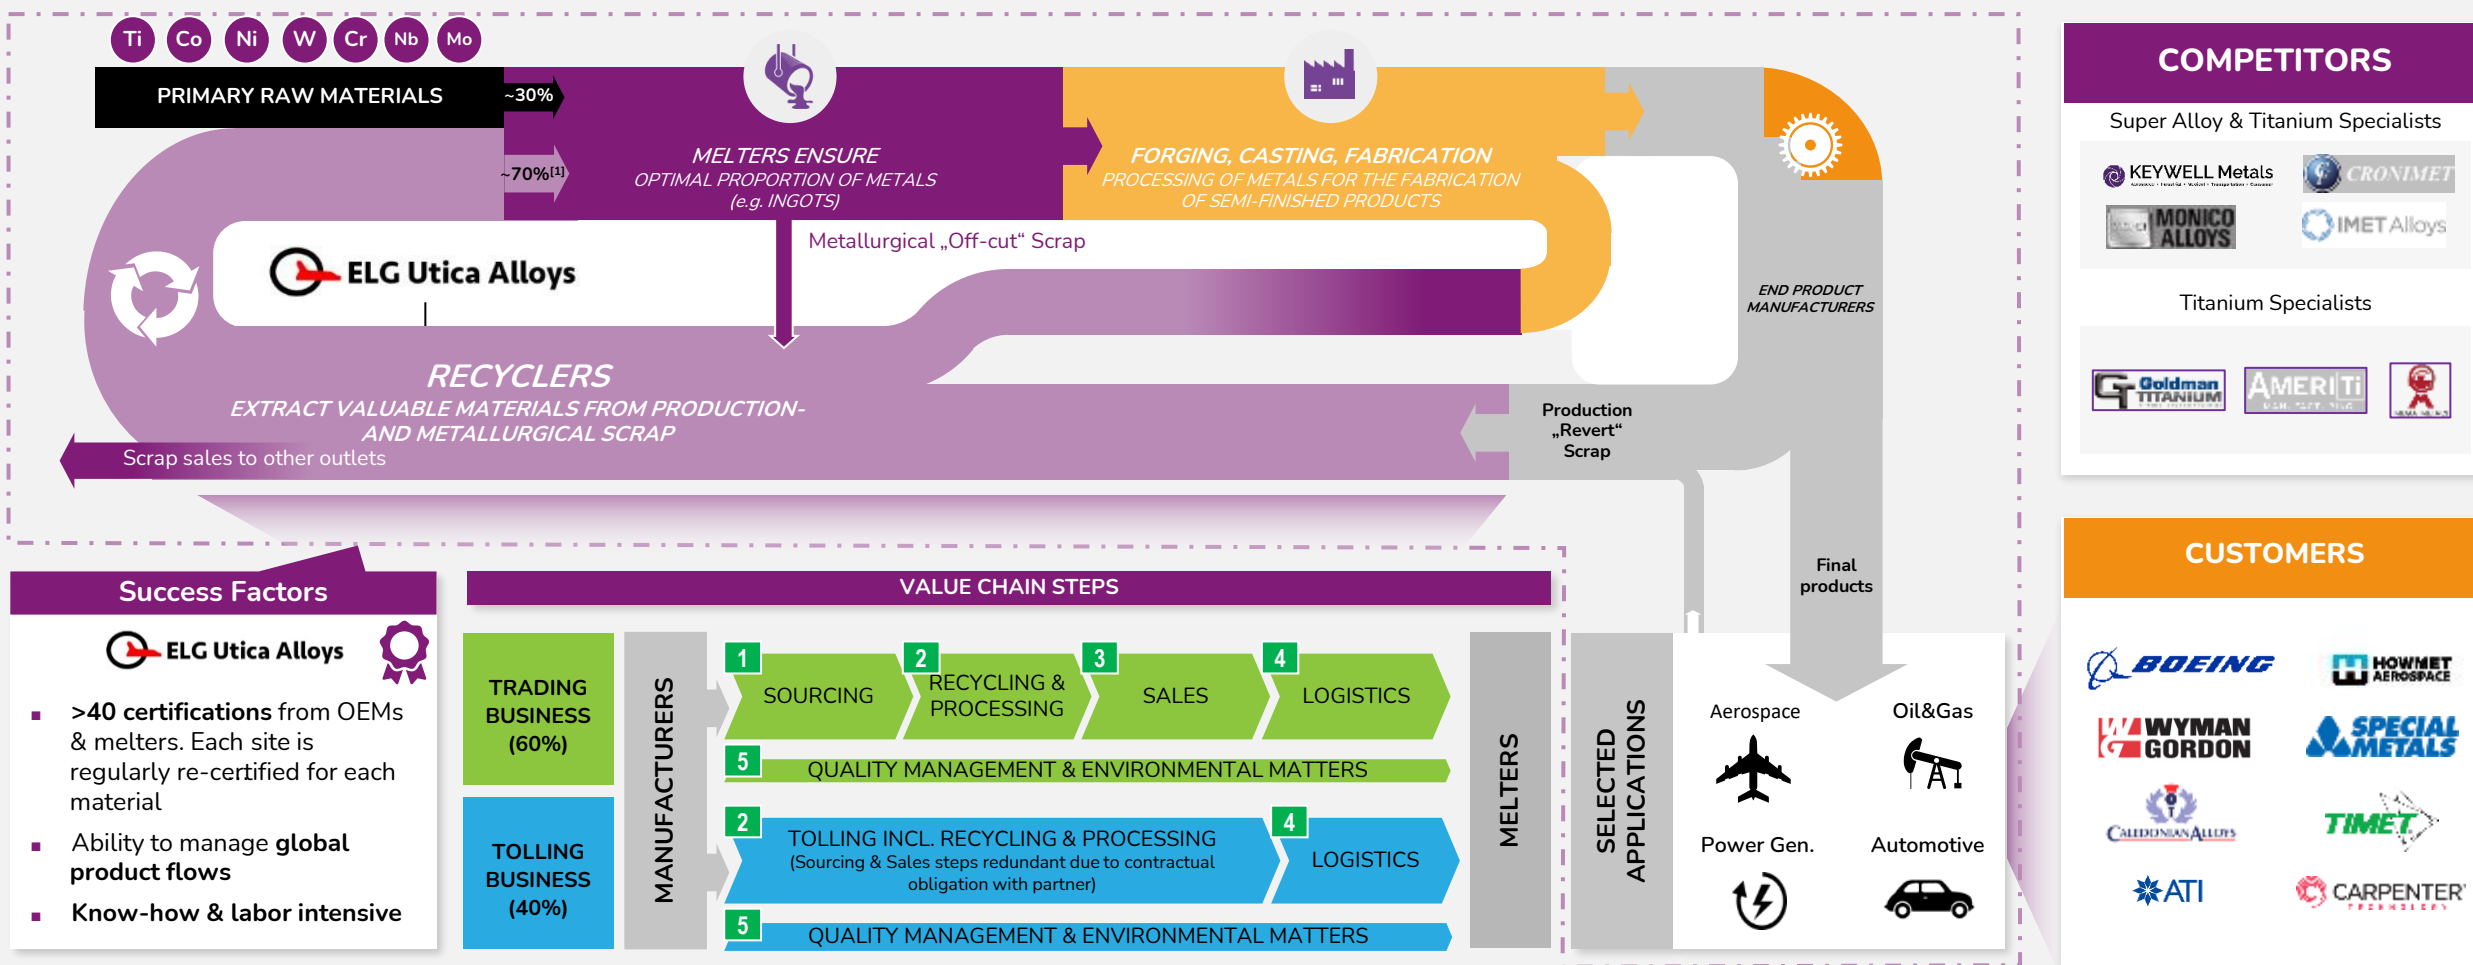 Ti Co Ni W Cr Nb Mo
PRIMARY RAW MATERIALS
~30%
~70%[1]
MELTERS ENSURE
OPTIMAL PROPORTION OF METALS
(e.g. INGOTS)
FORGING, CASTING, FABRICATION
PROCESSING OF METALS FOR THE FABRICATION
OF SEMI-FINISHED PRODUCTS
Metallurgical „Off-cut“ Scrap
ELG Utica Alloys
END PRODUCT
MANUFACTURERS
RECYCLERS
EXTRACT VALUABLE MATERIALS FROM PRODUCTION-
AND METALLURGICAL SCRAP
Scrap sales to other outlets
Production
„Revert“
Scrap
Final
products
COMPETITORS
Super Alloy & Titanium Specialists
KEYWELL Metals
CRONIMET
MONICO
ALLOYS
IMET Alloys
Titanium Specialists
GT Goldman
TITANIUM
AMERITi
CUSTOMERS
BOEING
HOWMET
AEROSPACE
WYMAN
GORDON
SPECIAL
METALS
CALEDONIAN ALLOYS
TIMET
ATI
CARPENTER
TECHNOLOGY
Success Factors
ELG Utica Alloys
▪ >40 certifications from OEMs
& melters. Each site is
regularly re-certified for each
material
▪ Ability to manage global
product flows
▪ Know-how & labor intensive
VALUE CHAIN STEPS
TRADING
BUSINESS
(60%)
TOLLING
BUSINESS
(40%)
MANUFACTURERS
1
SOURCING
2
RECYCLING &
PROCESSING
3
SALES
4
LOGISTICS
5
QUALITY MANAGEMENT & ENVIRONMENTAL MATTERS
2
TOLLING INCL. RECYCLING & PROCESSING
(Sourcing & Sales steps redundant due to contractual
obligation with partner)
4
LOGISTICS
5
QUALITY MANAGEMENT & ENVIRONMENTAL MATTERS
MELTERS
SELECTED
APPLICATIONS
Aerospace
Oil&Gas
Power Gen.
Automotive